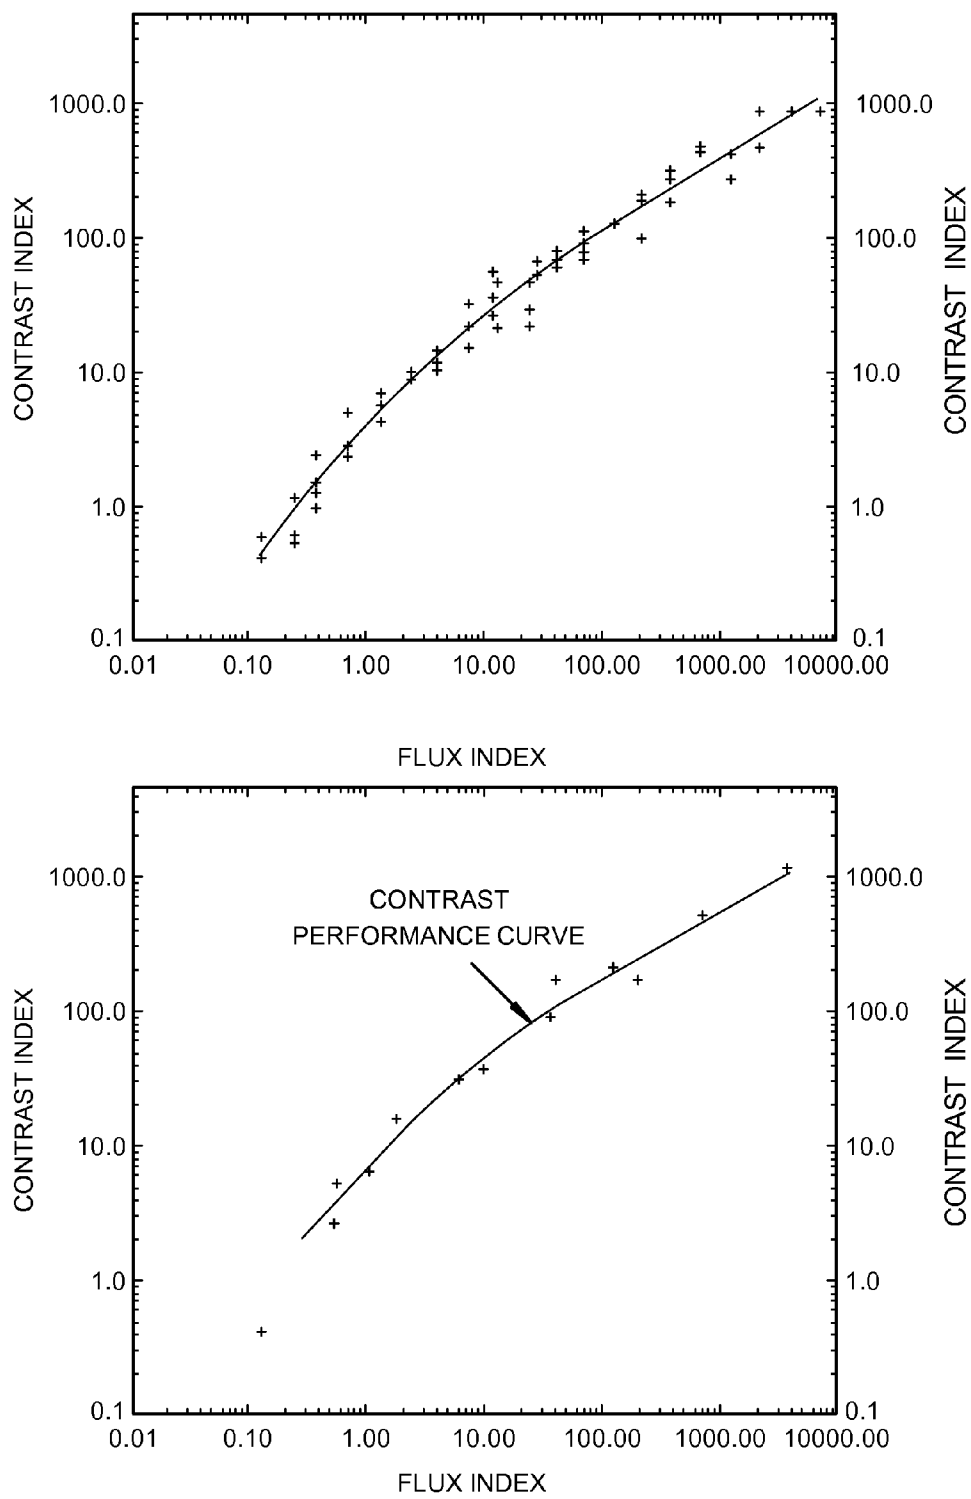 1000.0
1000.0
CONTRAST INDEX
CONTRAST INDEX
100.0
100.0
10.0
10.0
1.0
1.0
0.1
0.1
0.01 0.10 1.00 10.00 100.00 1000.00 10000.00
FLUX INDEX
1000.0
1000.0
CONTRAST
PERFORMANCE CURVE
CONTRAST INDEX
CONTRAST INDEX
100.0
100.0
10.0
10.0
1.0
1.0
0.1
0.1
0.01 0.10 1.00 10.00 100.00 1000.00 10000.00
FLUX INDEX